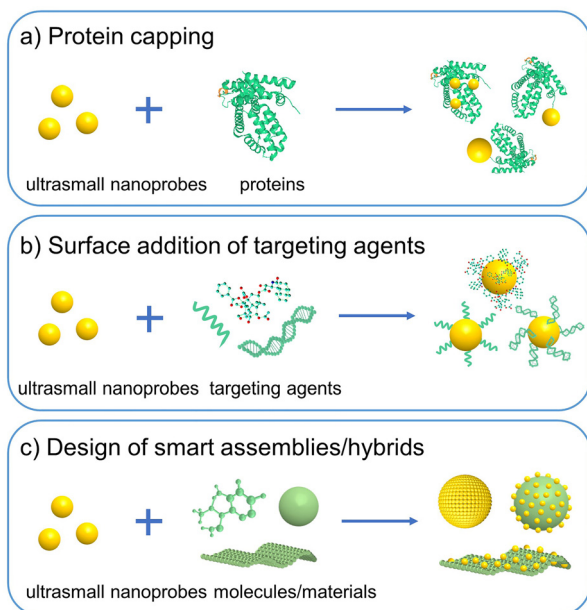 a) Protein capping
ultrasmall nanoprobes proteins
b) Surface addition of targeting agents
ultrasmall nanoprobes targeting agents
c) Design of smart assemblies/hybrids
ultrasmall nanoprobes molecules/materials